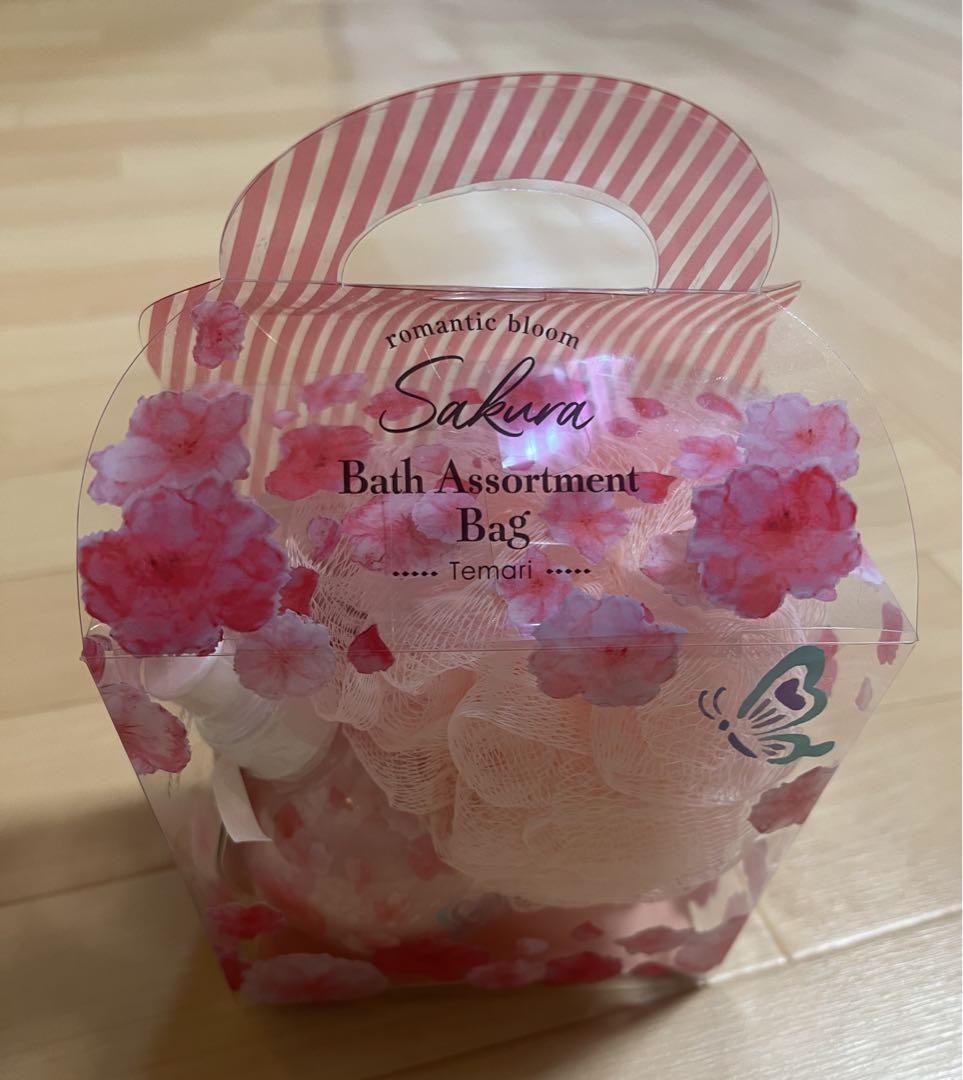 romantic bloom
Sakura
Bath Assortment
Bag
Temari